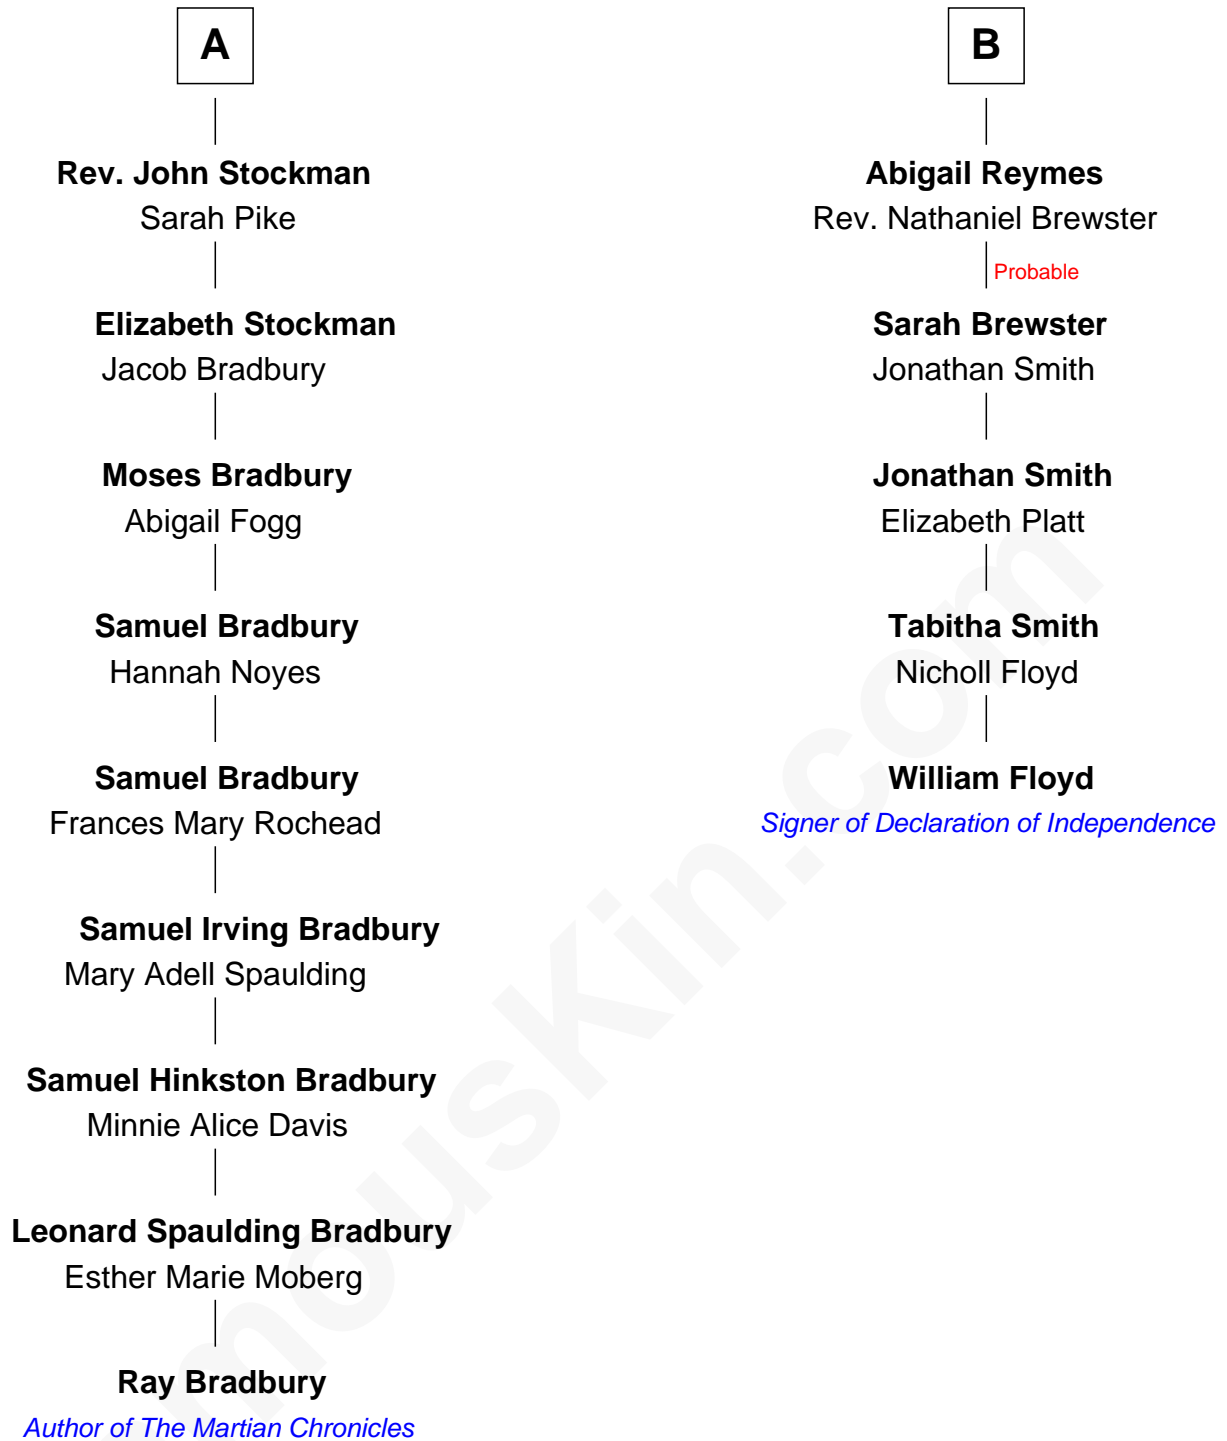 A
Rev. John Stockman
Sarah Pike
Elizabeth Stockman
Jacob Bradbury
Moses Bradbury
Abigail Fogg
Samuel Bradbury
Hannah Noyes
Samuel Bradbury
Frances Mary Rochead
Samuel Irving Bradbury
Mary Adell Spaulding
Samuel Hinkston Bradbury
Minnie Alice Davis
Leonard Spaulding Bradbury
Esther Marie Moberg
Ray Bradbury
Author of The Martian Chronicles
B
Abigail Reymes
Rev. Nathaniel Brewster
Probable
Sarah Brewster
Jonathan Smith
Jonathan Smith
Elizabeth Platt
Tabitha Smith
Nicholl Floyd
William Floyd
Signer of Declaration of Independence
mousKin.com